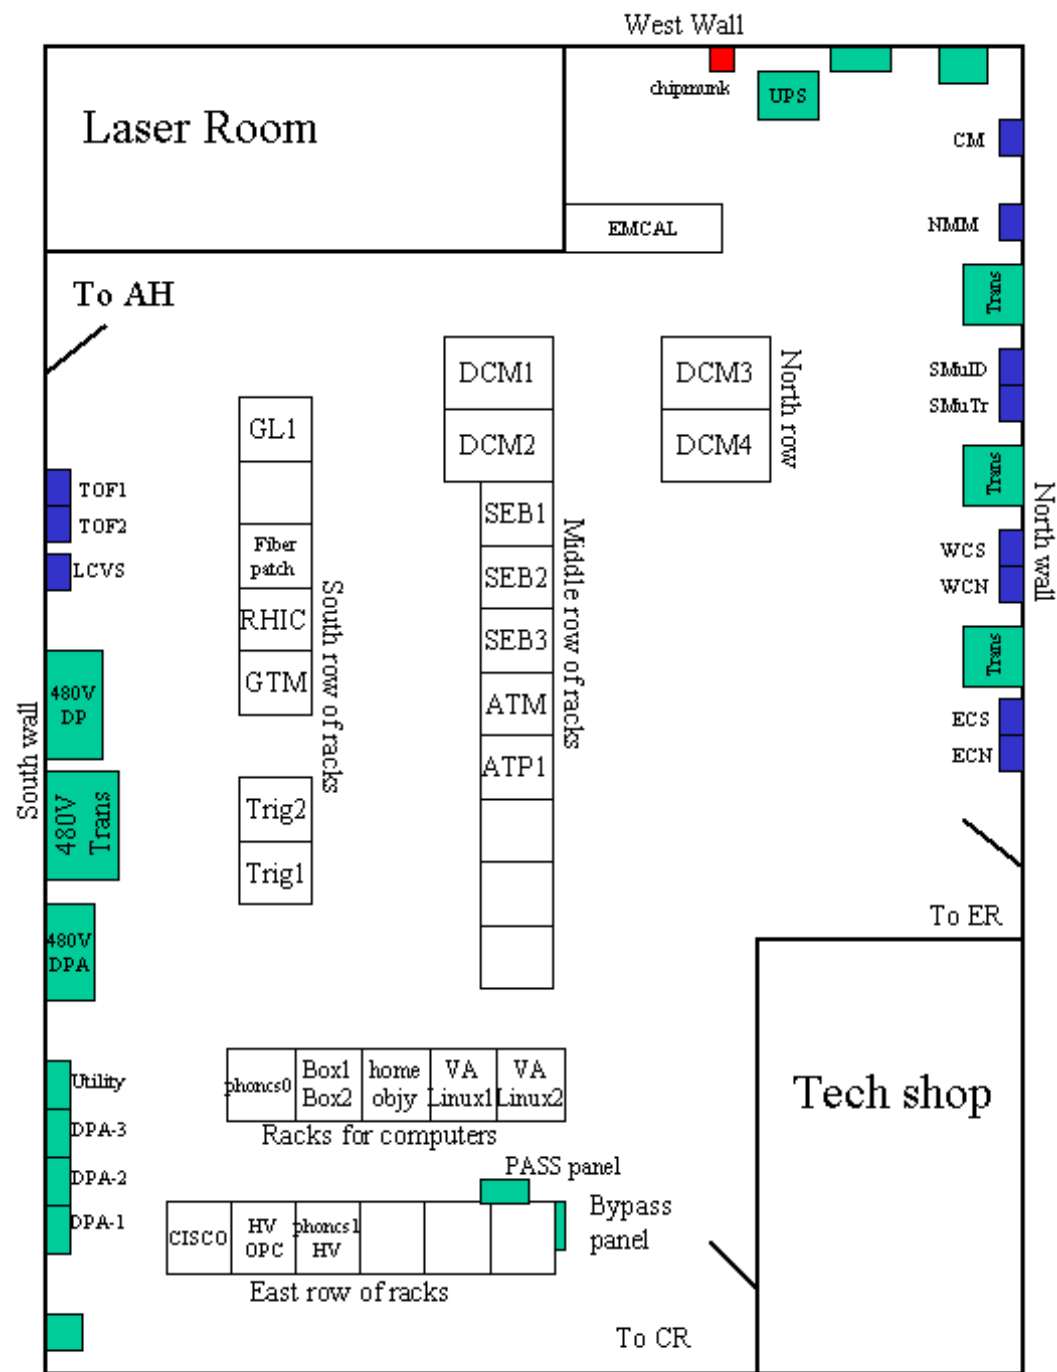 West Wall
chipmunk
UPS
Laser Room
CM
EMCAL
NMM
To AH
Trans
DCM1
DCM3
North row
SMuID
GL1
SMuTr
DCM2
DCM4
Trans
TOF1
SEB1
North wall
TOF2
Fiber
patch
WCS
LCVS
SEB2
WCN
RHIC
South row of racks
Middle row of racks
SEB3
Trans
GTM
480V
DP
ATM
ECS
ECN
South wall
ATP1
480V
Trans
Trig2
Trig1
To ER
480V
DPA
Utility
phoncs0
Box1
Box2
home
objy
VA
Linux1
VA
Linux2
Tech shop
DPA-3
Racks for computers
DPA-2
PASS panel
DPA-1
CISCO
HV
OPC
phoncs1
HV
Bypass
panel
East row of racks
To CR